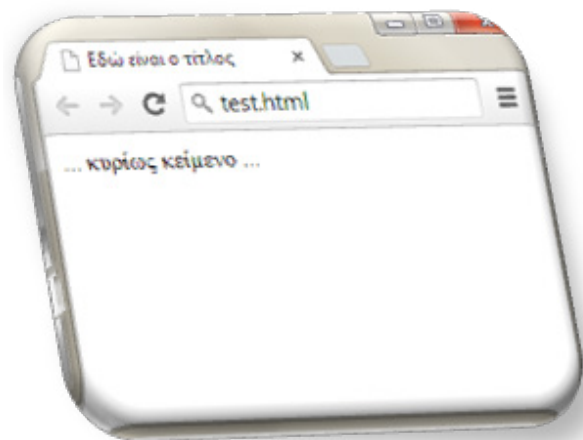 Εδώ είναι ο τίτλος
test.html
... κυρίως κείμενο ...